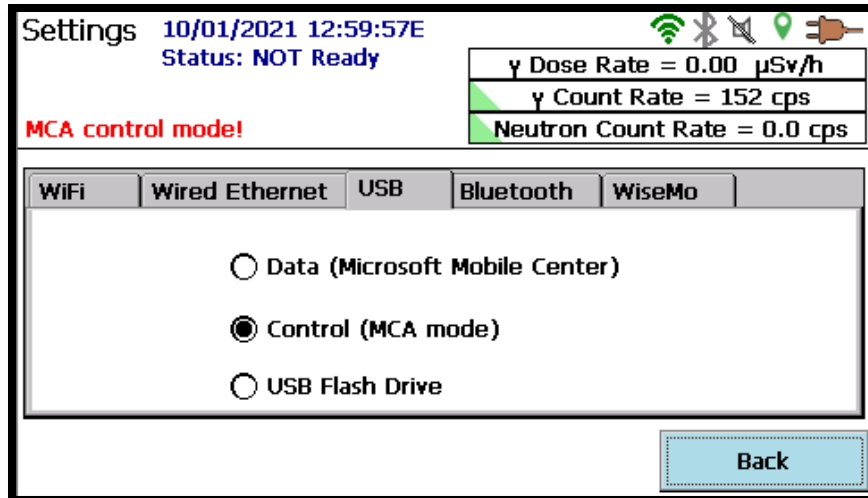 Settings 10/01/2021 12:59:57E
Status: NOT Ready
γ Dose Rate = 0.00 µSv/h
γ Count Rate = 152 cps
MCA control mode!
Neutron Count Rate = 0.0 cps
WiFi Wired Ethernet USB Bluetooth WiseMo
Data (Microsoft Mobile Center)
Control (MCA mode)
USB Flash Drive
Back